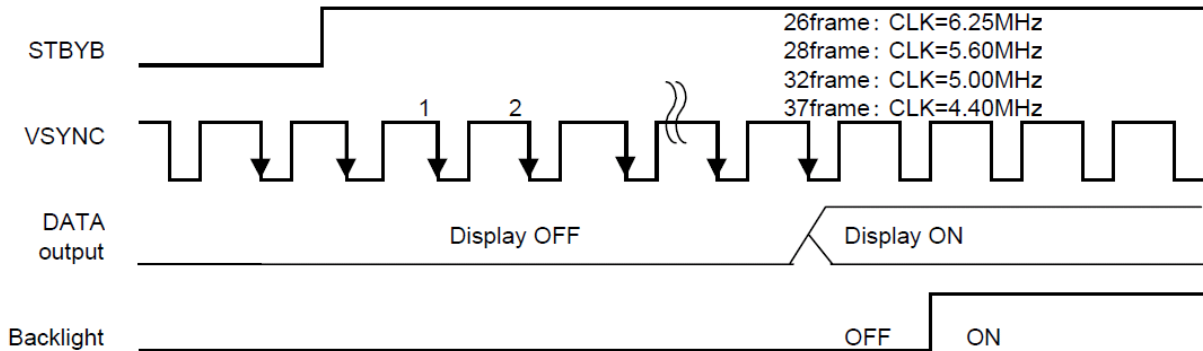 STBYB
26frame: CLK=6.25MHz
28frame: CLK=5.60MHz
32frame: CLK=5.00MHz
37frame: CLK=4.40MHz
1 2
VSYNC
DATA
output
Display OFF
Display ON
Backlight
OFF
ON